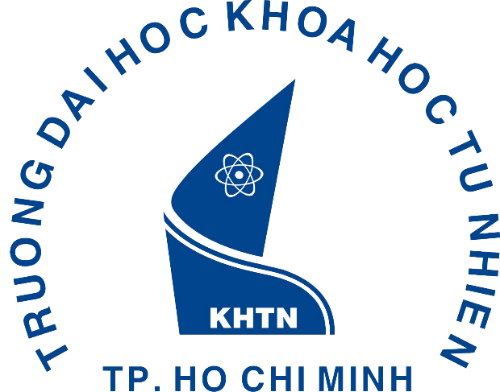 TRUONG DAI HOC KHOA HOC TU NHIEN
KHTN
TP. HO CHI MINH